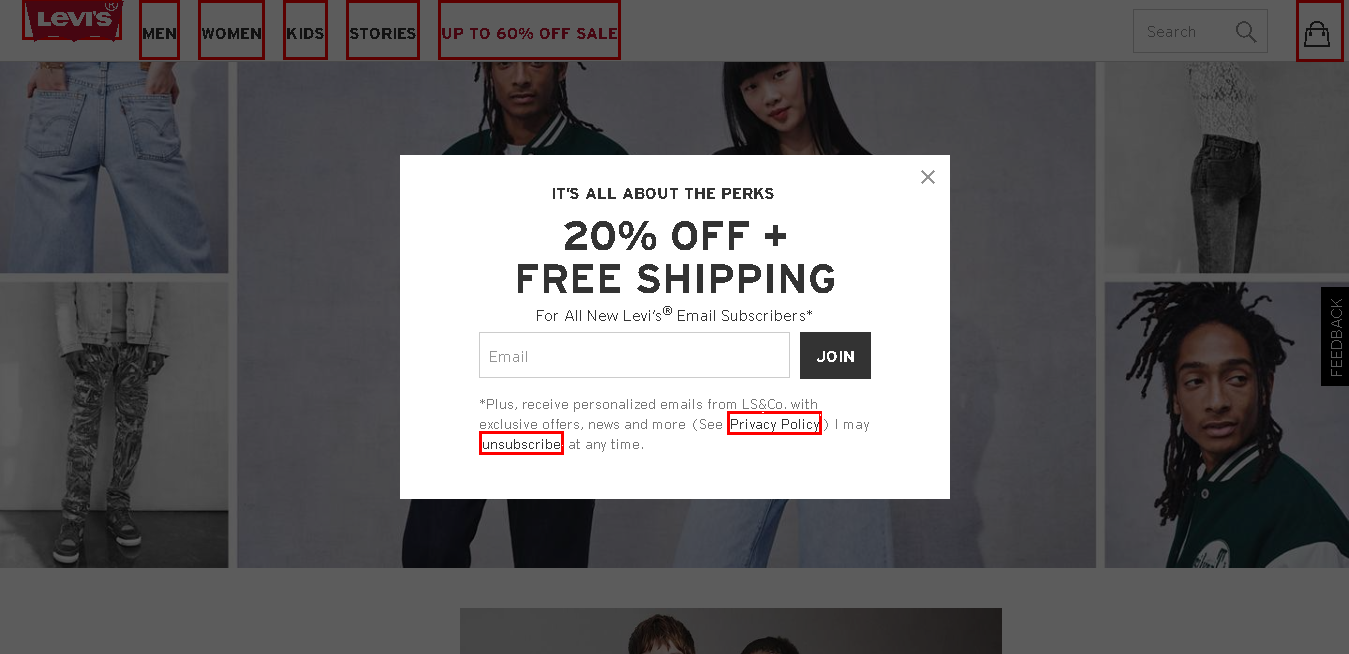 Levi's®
MEN WOMEN KIDS STORIES UP TO 60% OFF SALE Search
IT'S ALL ABOUT THE PERKS
20% OFF +
FREE SHIPPING
For All New Levi's® Email Subscribers*
Email JOIN
*Plus, receive personalized emails from LS&Co. with
exclusive offers, news and more (See Privacy Policy) I may
unsubscribe at any time.
FEEDBACK